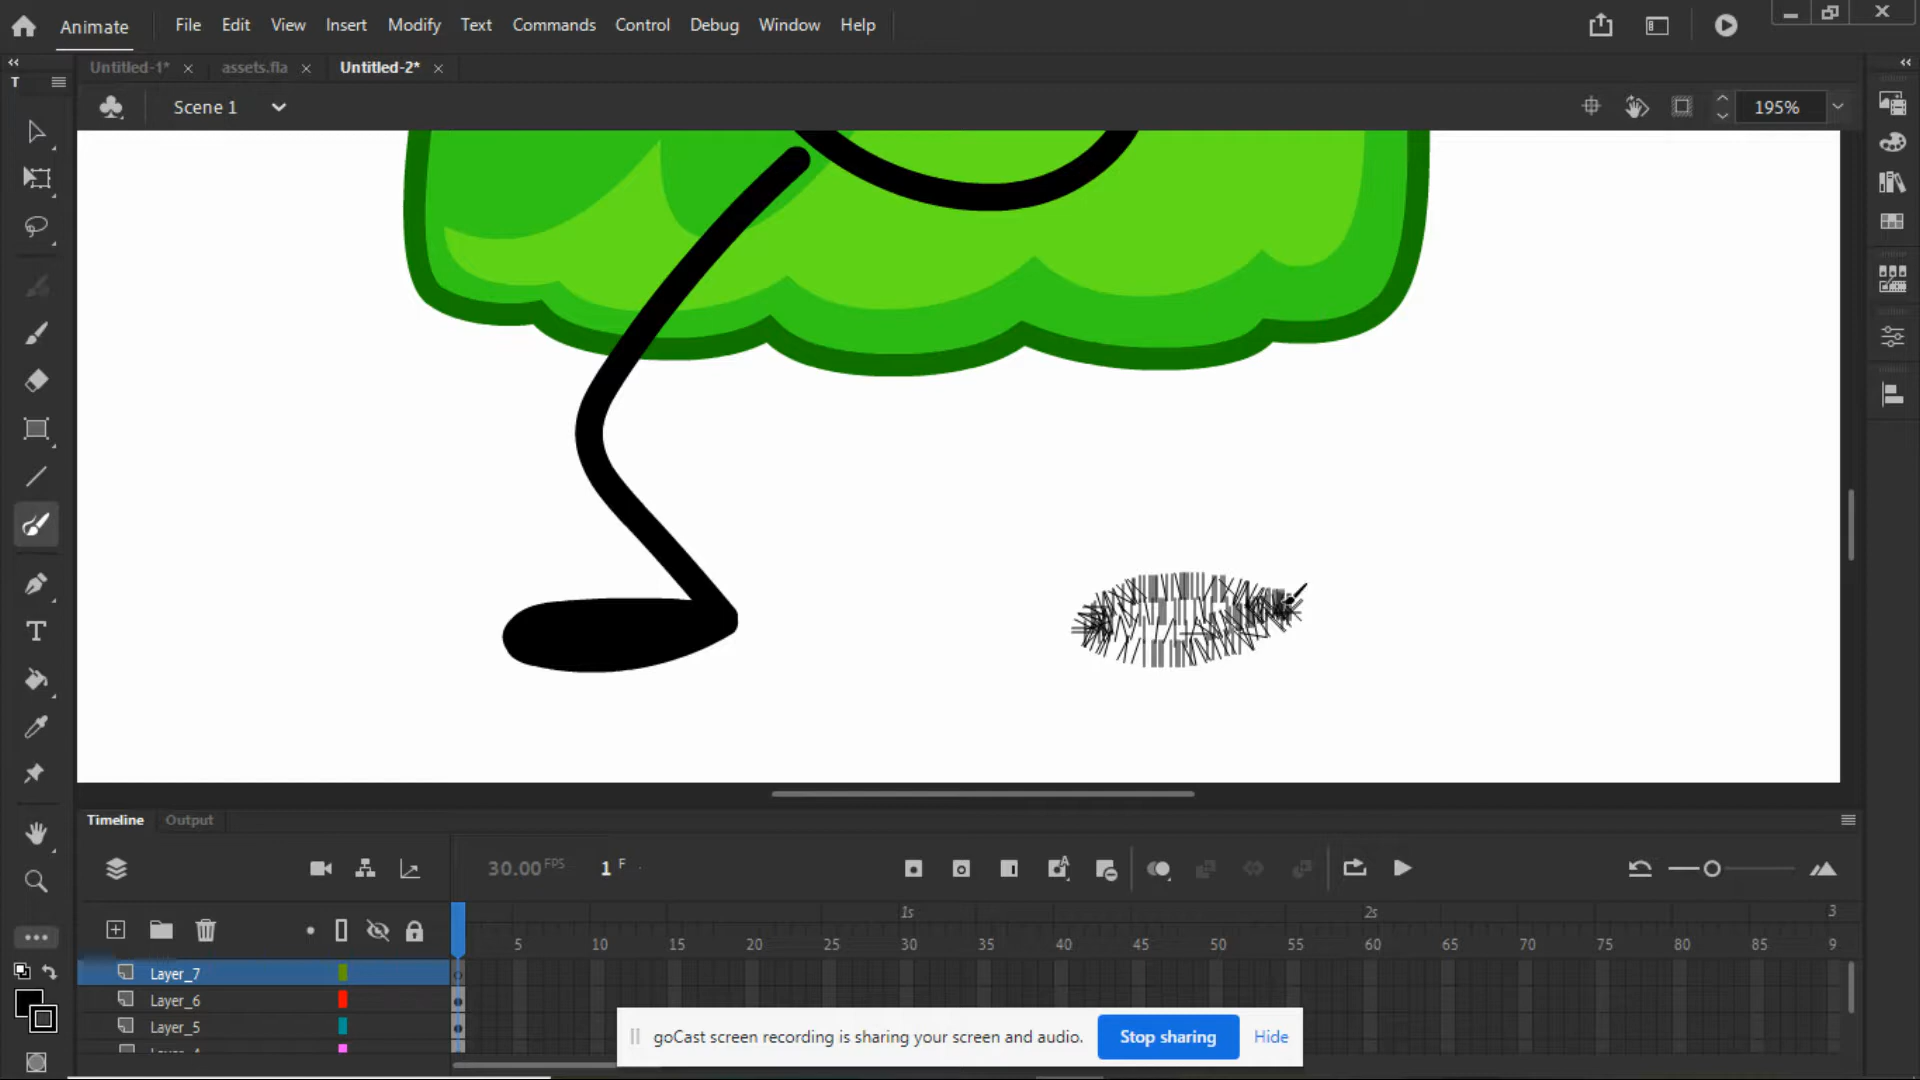 Animate File Edit View Insert Modify Text Commands Control Debug Window Help
Untitled-1* assets.fla Untitled-2*
T
Scene 1 195%
T
Timeline Output
30.00 FPS 1 F
1s 2s 3
5 10 15 20 25 30 35 40 45 50 55 60 65 70 75 80 85 9
Layer_7
Layer_6
Layer_5
goCast screen recording is sharing your screen and audio. Stop sharing Hide